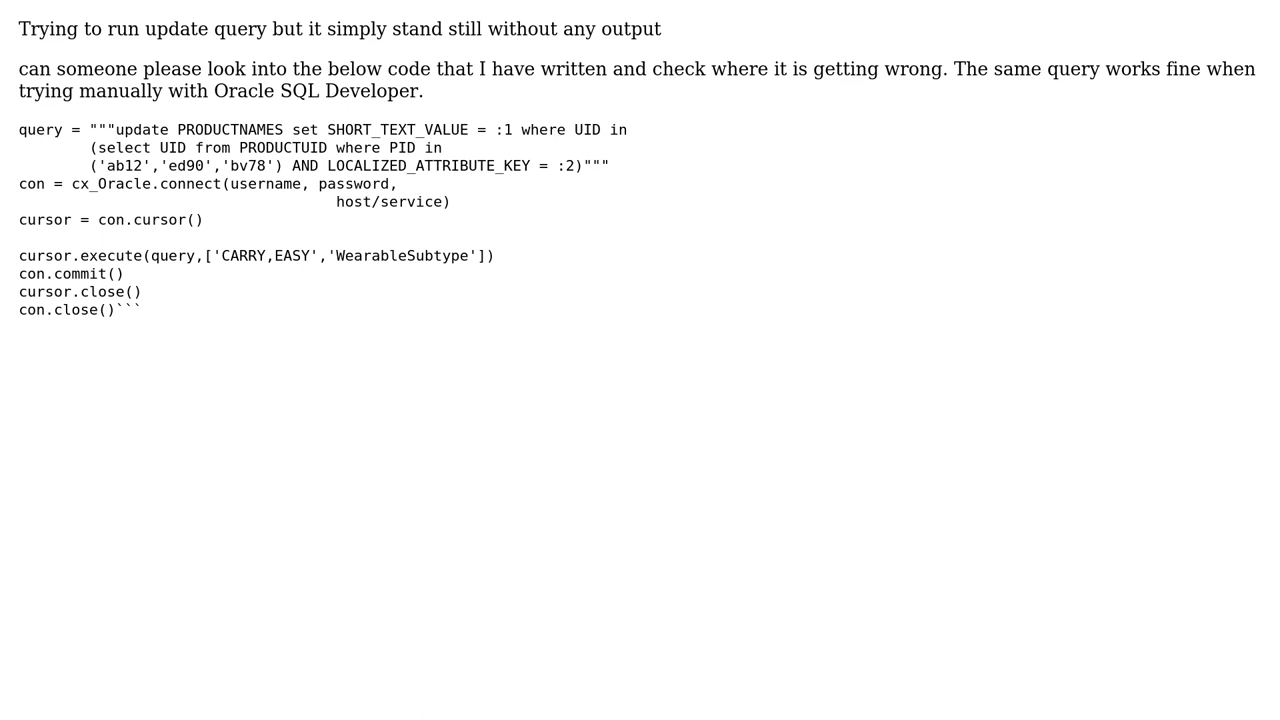 Trying to run update query but it simply stand still without any output
can someone please look into the below code that I have written and check where it is getting wrong. The same query works fine when
trying manually with Oracle SQL Developer.
query = """update PRODUCTNAMES set SHORT_TEXT_VALUE = :1 where UID in
        (select UID from PRODUCTUID where PID in
        ('ab12','ed90','bv78') AND LOCALIZED_ATTRIBUTE_KEY = :2)"""
con = cx_Oracle.connect(username, password,
                                    host/service)
cursor = con.cursor()
cursor.execute(query,['CARRY,EASY','WearableSubtype'])
con.commit()
cursor.close()
con.close()```